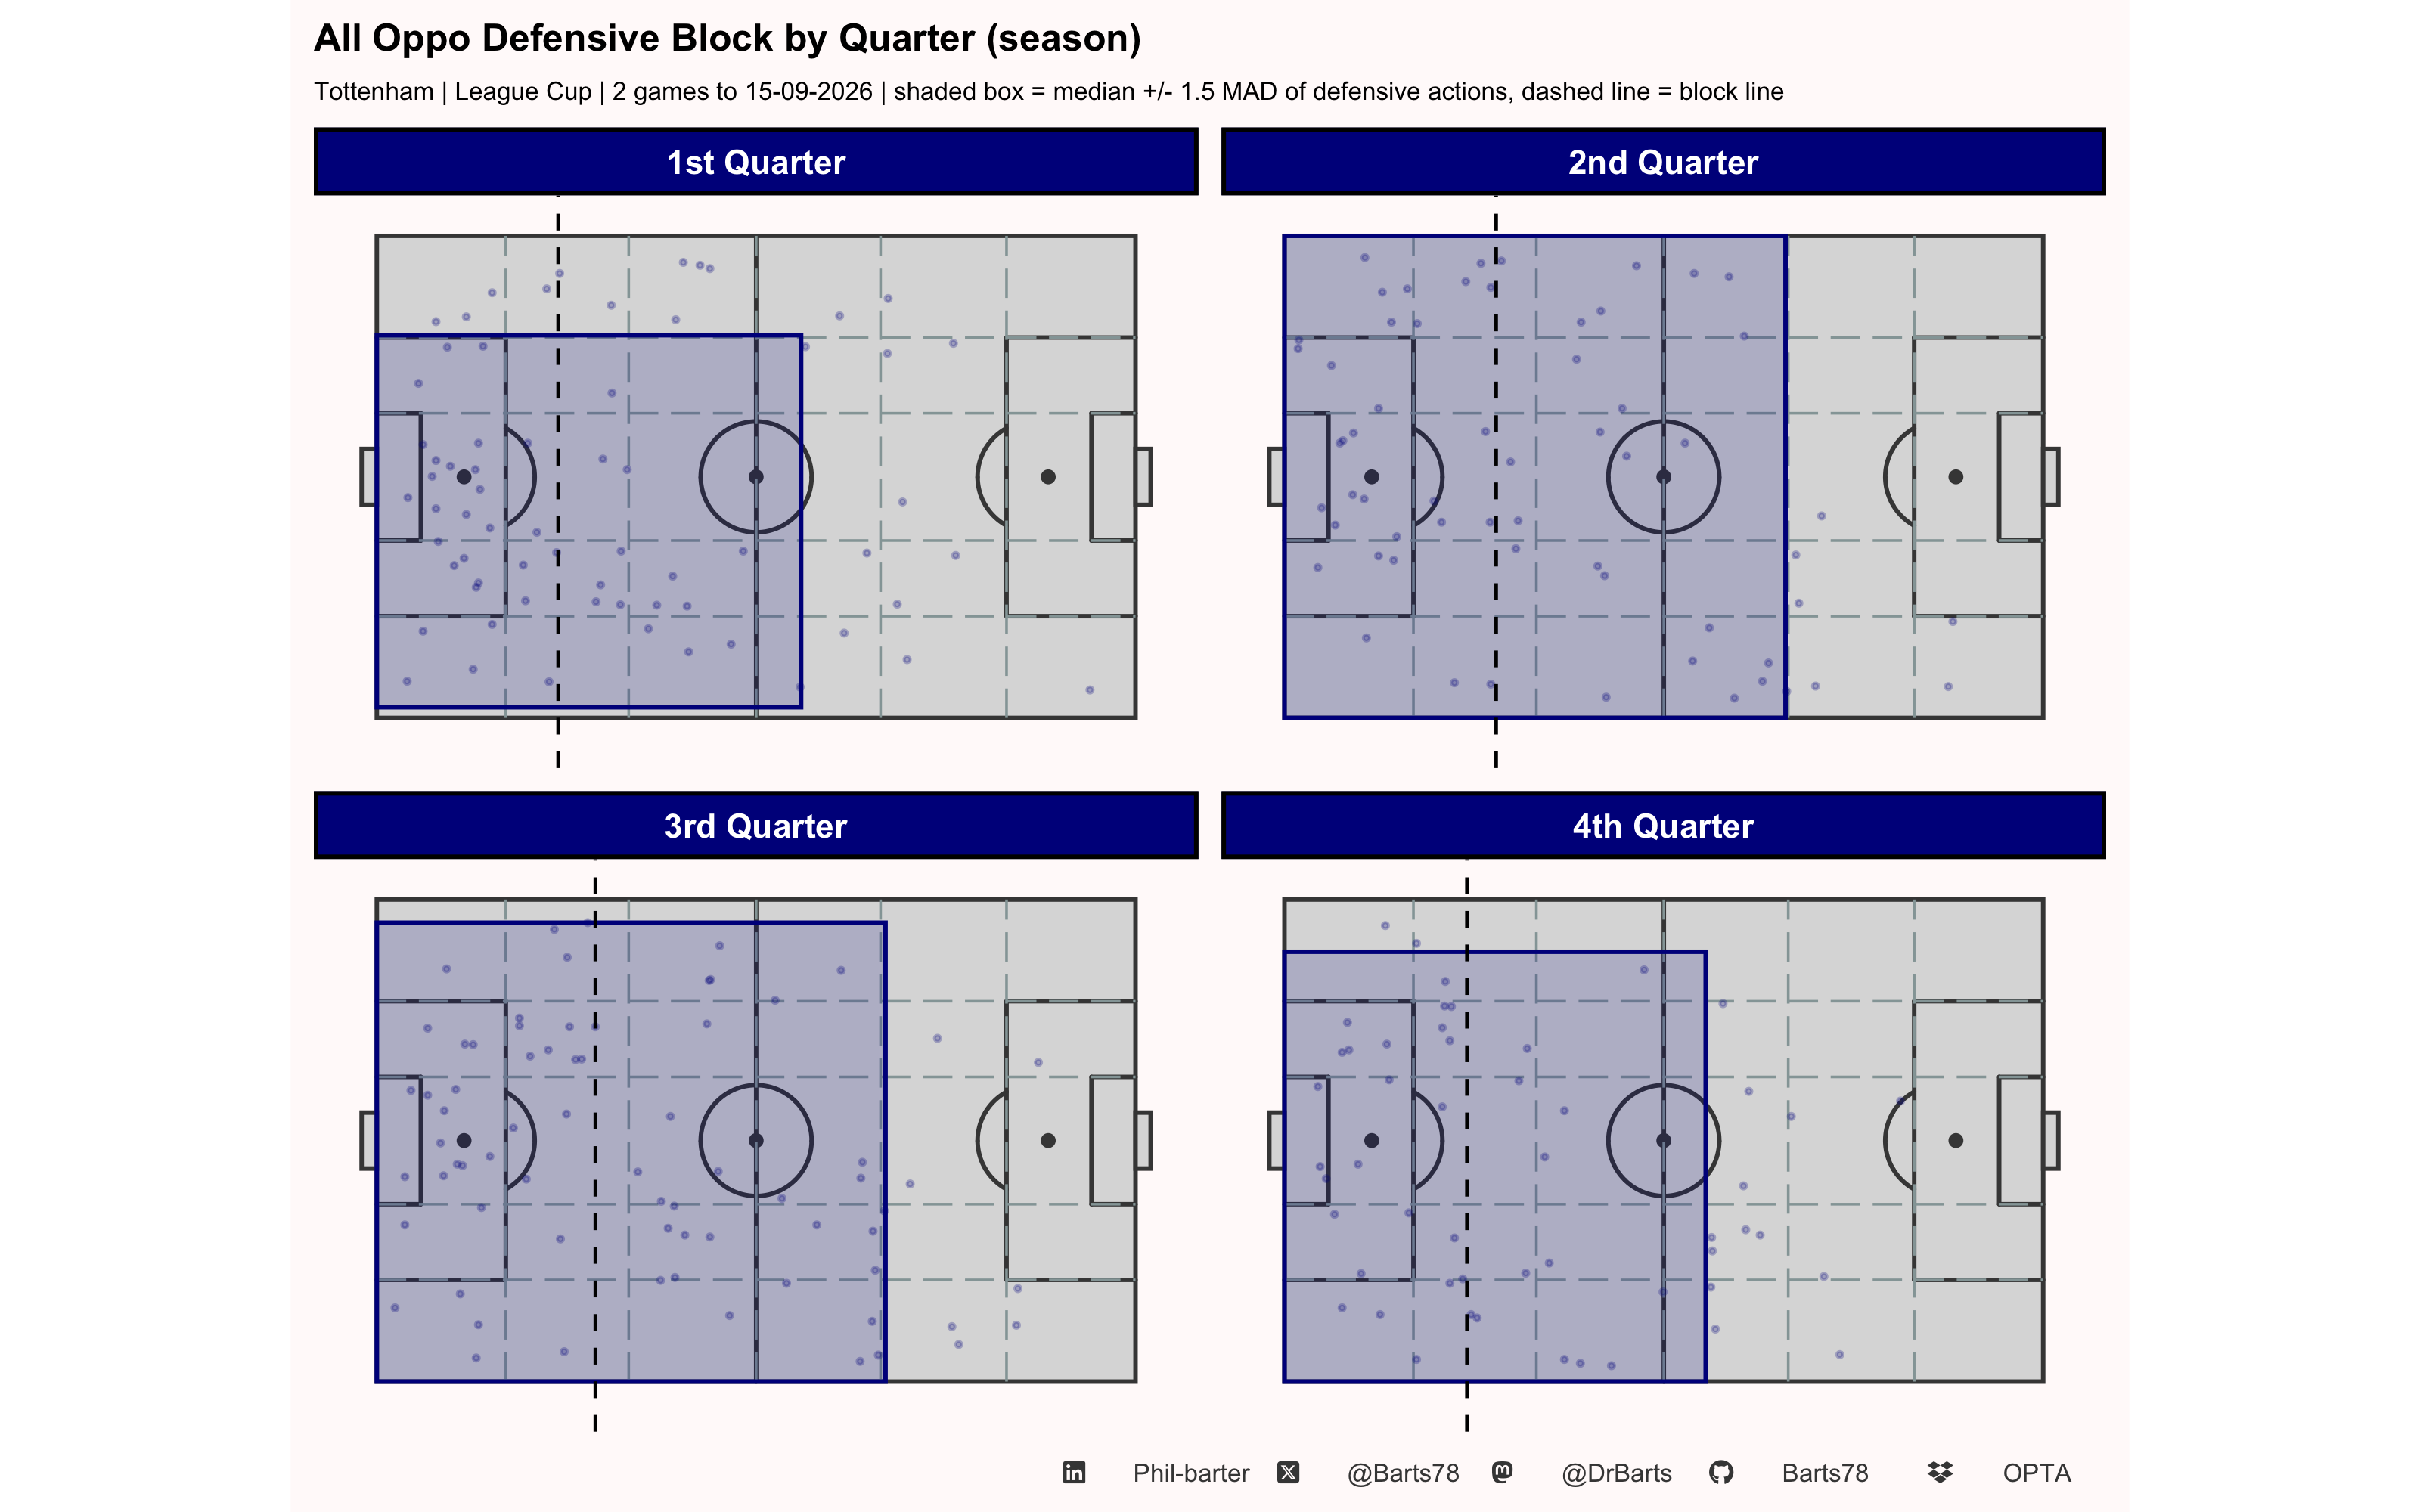 All Oppo Defensive Block by Quarter (season)
Tottenham | League Cup | 2 games to 15-09-2026 | shaded box = median +/- 1.5 MAD of defensive actions, dashed line = block line
1st Quarter
2nd Quarter
3rd Quarter
4th Quarter
Phil-barter @Barts78 @DrBarts Barts78 OPTA